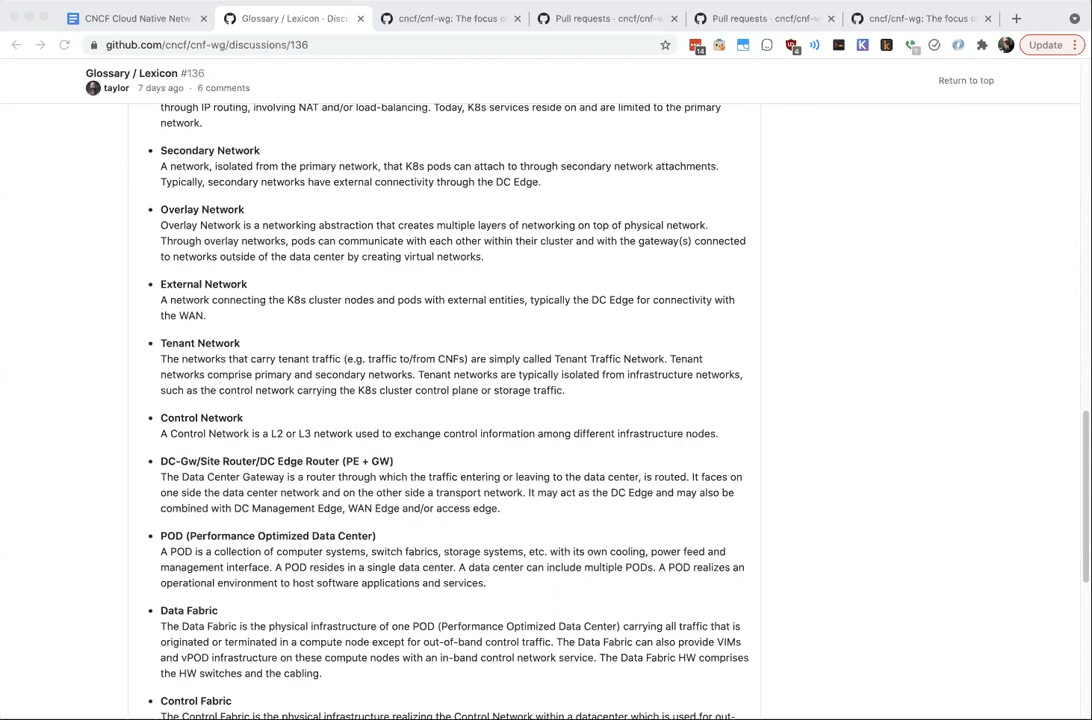 CNCF Cloud Native Netw
Glossary / Lexicon · Discu
cncf/cnf-wg: The focus o
Pull requests · cncf/cnf-w
Pull requests · cncf/cnf-w
cncf/cnf-wg: The focus o
github.com/cncf/cnf-wg/discussions/136
14
4
Update
Glossary / Lexicon #136
taylor 7 days ago · 6 comments
Return to top
through IP routing, involving NAT and/or load-balancing. Today, K8s services reside on and are limited to the primary
network.
• Secondary Network
A network, isolated from the primary network, that K8s pods can attach to through secondary network attachments.
Typically, secondary networks have external connectivity through the DC Edge.
• Overlay Network
Overlay Network is a networking abstraction that creates multiple layers of networking on top of physical network.
Through overlay networks, pods can communicate with each other within their cluster and with the gateway(s) connected
to networks outside of the data center by creating virtual networks.
• External Network
A network connecting the K8s cluster nodes and pods with external entities, typically the DC Edge for connectivity with
the WAN.
• Tenant Network
The networks that carry tenant traffic (e.g. traffic to/from CNFs) are simply called Tenant Traffic Network. Tenant
networks comprise primary and secondary networks. Tenant networks are typically isolated from infrastructure networks,
such as the control network carrying the K8s cluster control plane or storage traffic.
• Control Network
A Control Network is a L2 or L3 network used to exchange control information among different infrastructure nodes.
• DC-Gw/Site Router/DC Edge Router (PE + GW)
The Data Center Gateway is a router through which the traffic entering or leaving to the data center, is routed. It faces on
one side the data center network and on the other side a transport network. It may act as the DC Edge and may also be
combined with DC Management Edge, WAN Edge and/or access edge.
• POD (Performance Optimized Data Center)
A POD is a collection of computer systems, switch fabrics, storage systems, etc. with its own cooling, power feed and
management interface. A POD resides in a single data center. A data center can include multiple PODs. A POD realizes an
operational environment to host software applications and services.
• Data Fabric
The Data Fabric is the physical infrastructure of one POD (Performance Optimized Data Center) carrying all traffic that is
originated or terminated in a compute node except for out-of-band control traffic. The Data Fabric can also provide VIMs
and vPOD infrastructure on these compute nodes with an in-band control network service. The Data Fabric HW comprises
the HW switches and the cabling.
• Control Fabric
The Control Fabric is the physical infrastructure realizing the Control Network within a datacenter which is used for out-